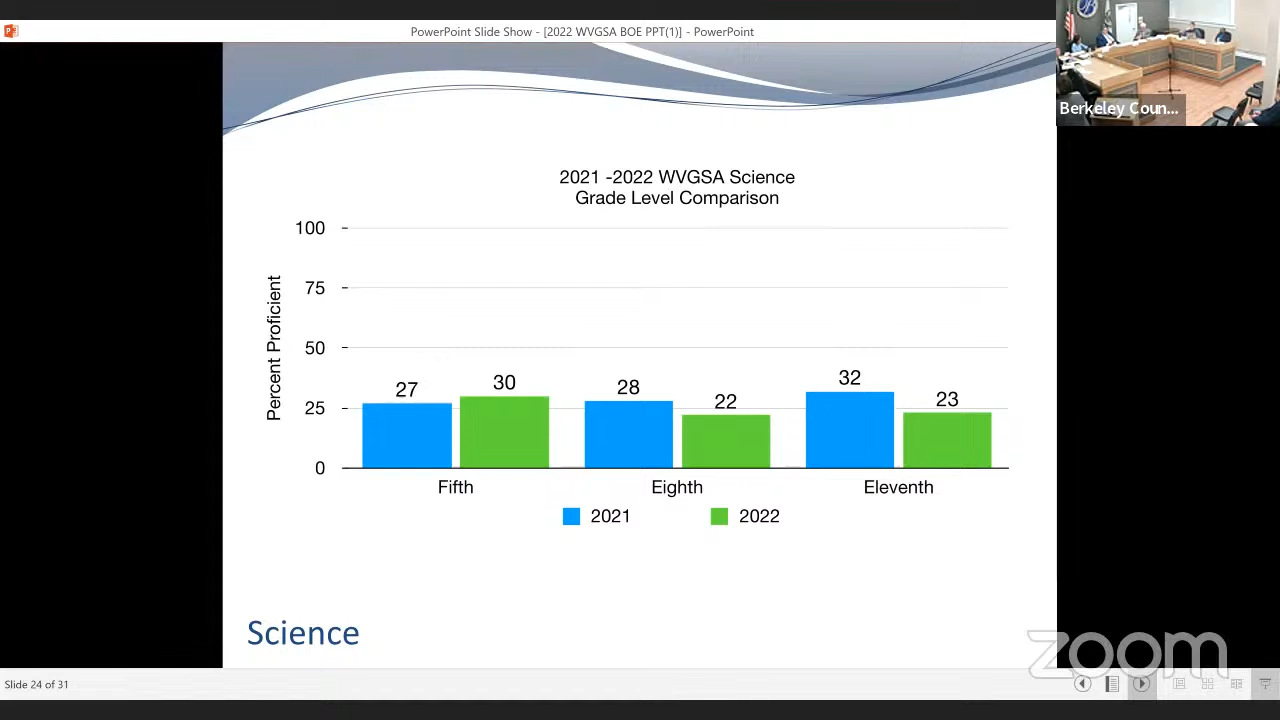 PowerPoint Slide Show - [2022 WVGSA BOE PPT(1)] - PowerPoint
Berkeley Coun...
2021 -2022 WVGSA Science
Grade Level Comparison
Percent Proficient
100
75
50
25
0
27
30
28
22
32
23
Fifth
Eighth
Eleventh
2021
2022
Science
zoom
Slide 24 of 31